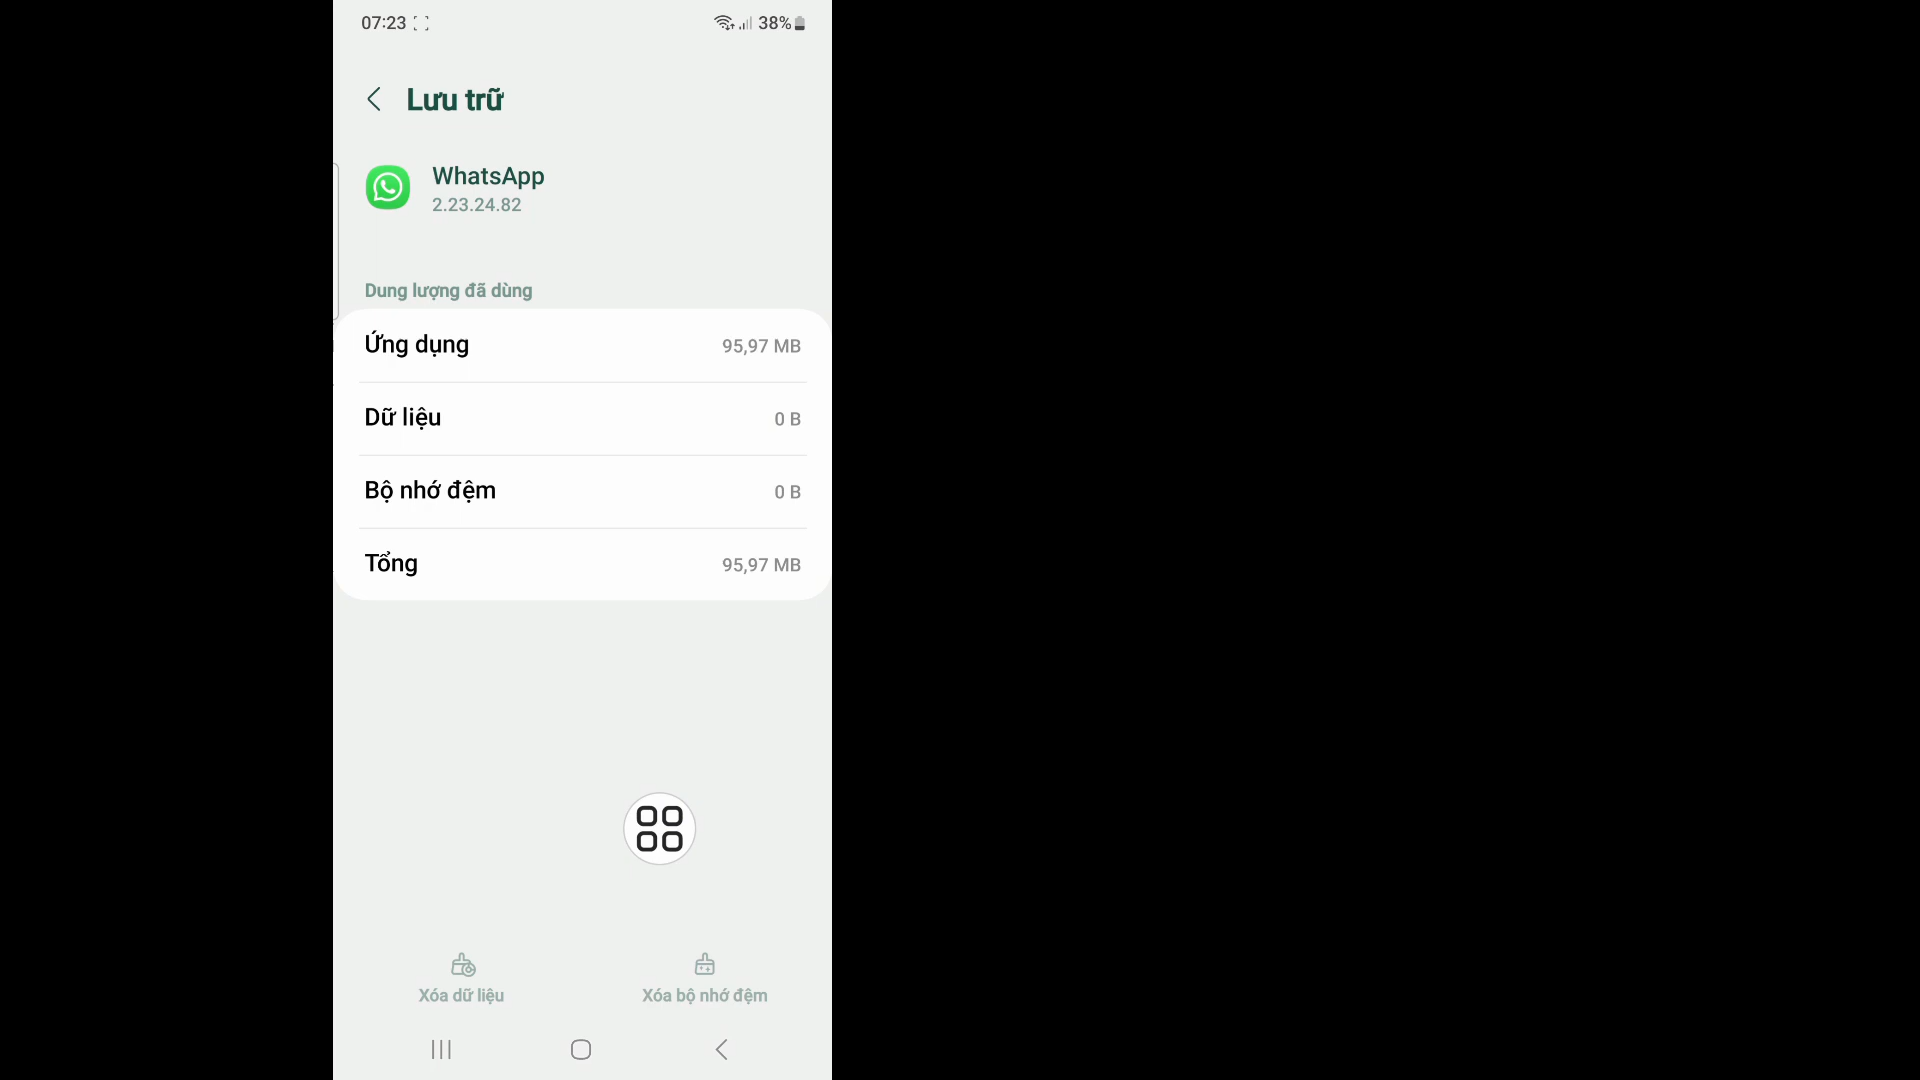 07:23 38%
Lưu trữ
WhatsApp
2.23.24.82
Dung lượng đã dùng
Ứng dụng 95,97 MB
Dữ liệu 0 B
Bộ nhớ đệm 0 B
Tổng 95,97 MB
Xóa dữ liệu Xóa bộ nhớ đệm